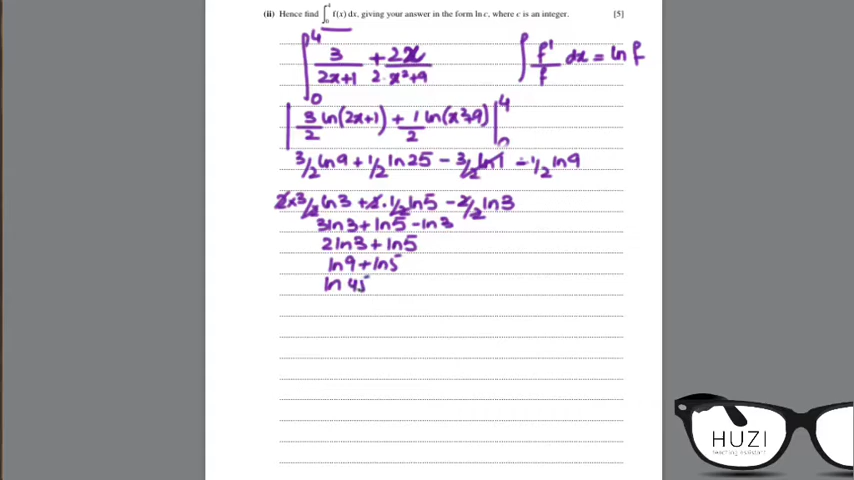 (ii) Hence find ∫₀⁴ f(x) dx, giving your answer in the form ln c, where c is an integer. [5]
∫₀⁴ 3/(2x+1) + 2x/(2·x²+9)
∫ f'/f dx = ln f
| 3/2 ln(2x+1) + 1/2 ln(x²+9) |₀⁴
3/2 ln9 + 1/2 ln25 - 3/2 ln1 - 1/2 ln9
2×3/2 ln3 + 2·1/2 ln5 - 2/2 ln3
3ln3 + ln5 - ln3
2ln3 + ln5
ln9 + ln5
ln 45
HUZI
teaching assistant